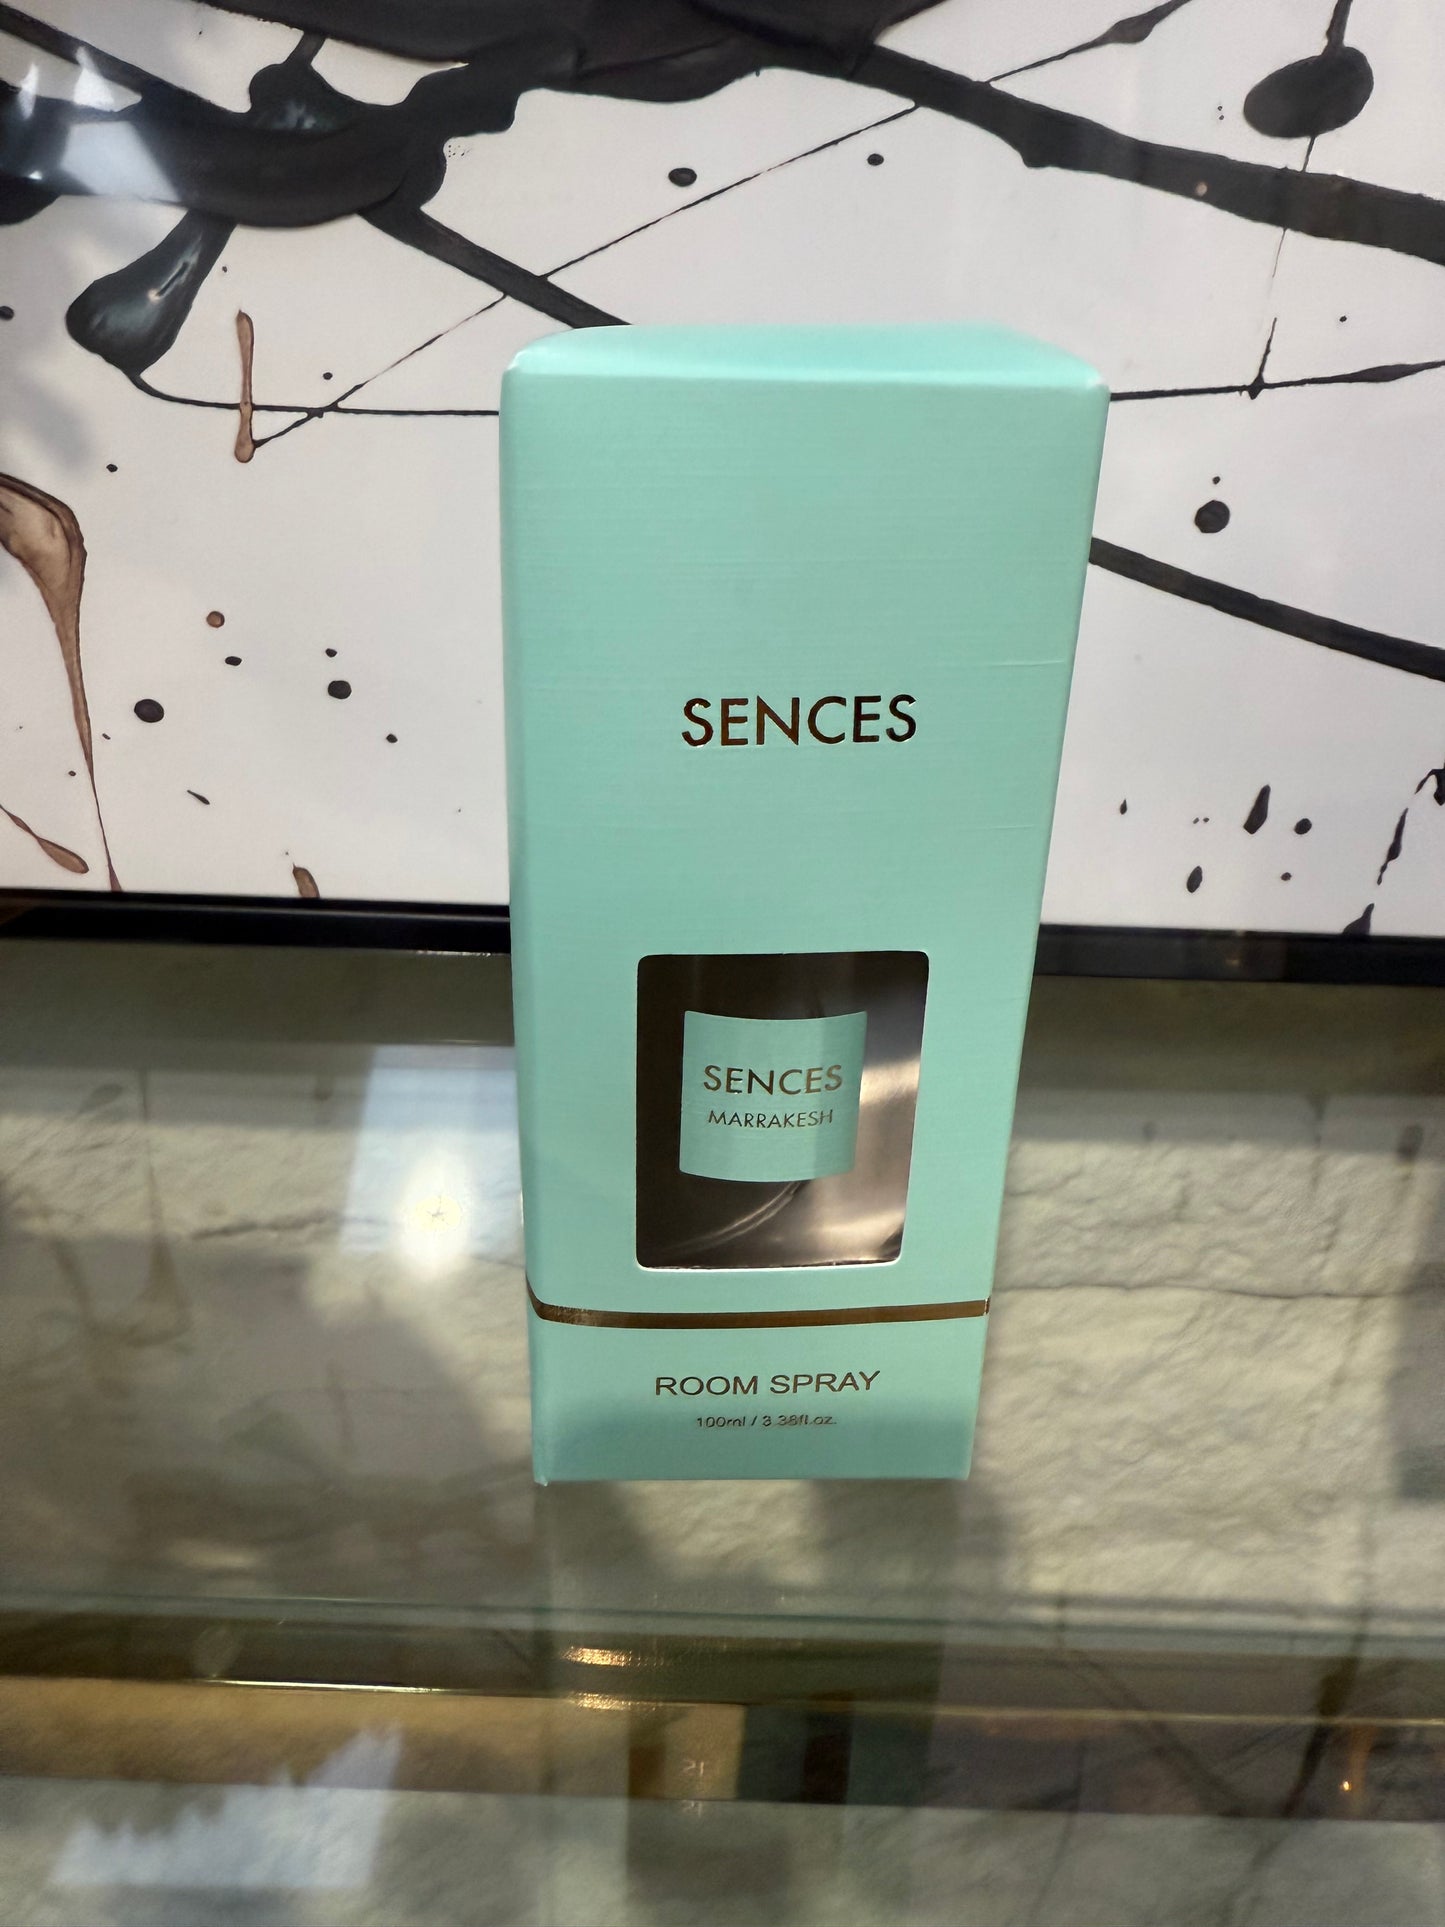 SENCES
SENCES
MARRAKESH
ROOM SPRAY
100ml / 3.38fl.oz.